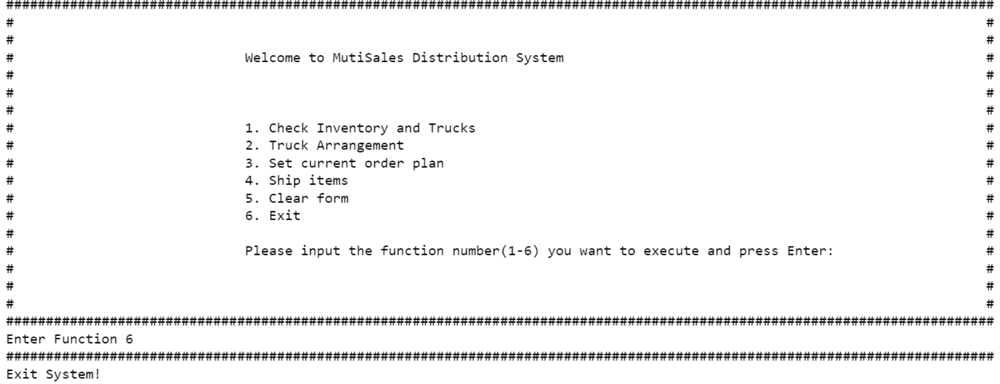 ############################################################################################################################
# #
# #
# Welcome to MutiSales Distribution System #
# #
# #
# #
# 1. Check Inventory and Trucks #
# 2. Truck Arrangement #
# 3. Set current order plan #
# 4. Ship items #
# 5. Clear form #
# 6. Exit #
# #
# Please input the function number(1-6) you want to execute and press Enter: #
# #
# #
# #
############################################################################################################################
Enter Function 6
############################################################################################################################
Exit System!